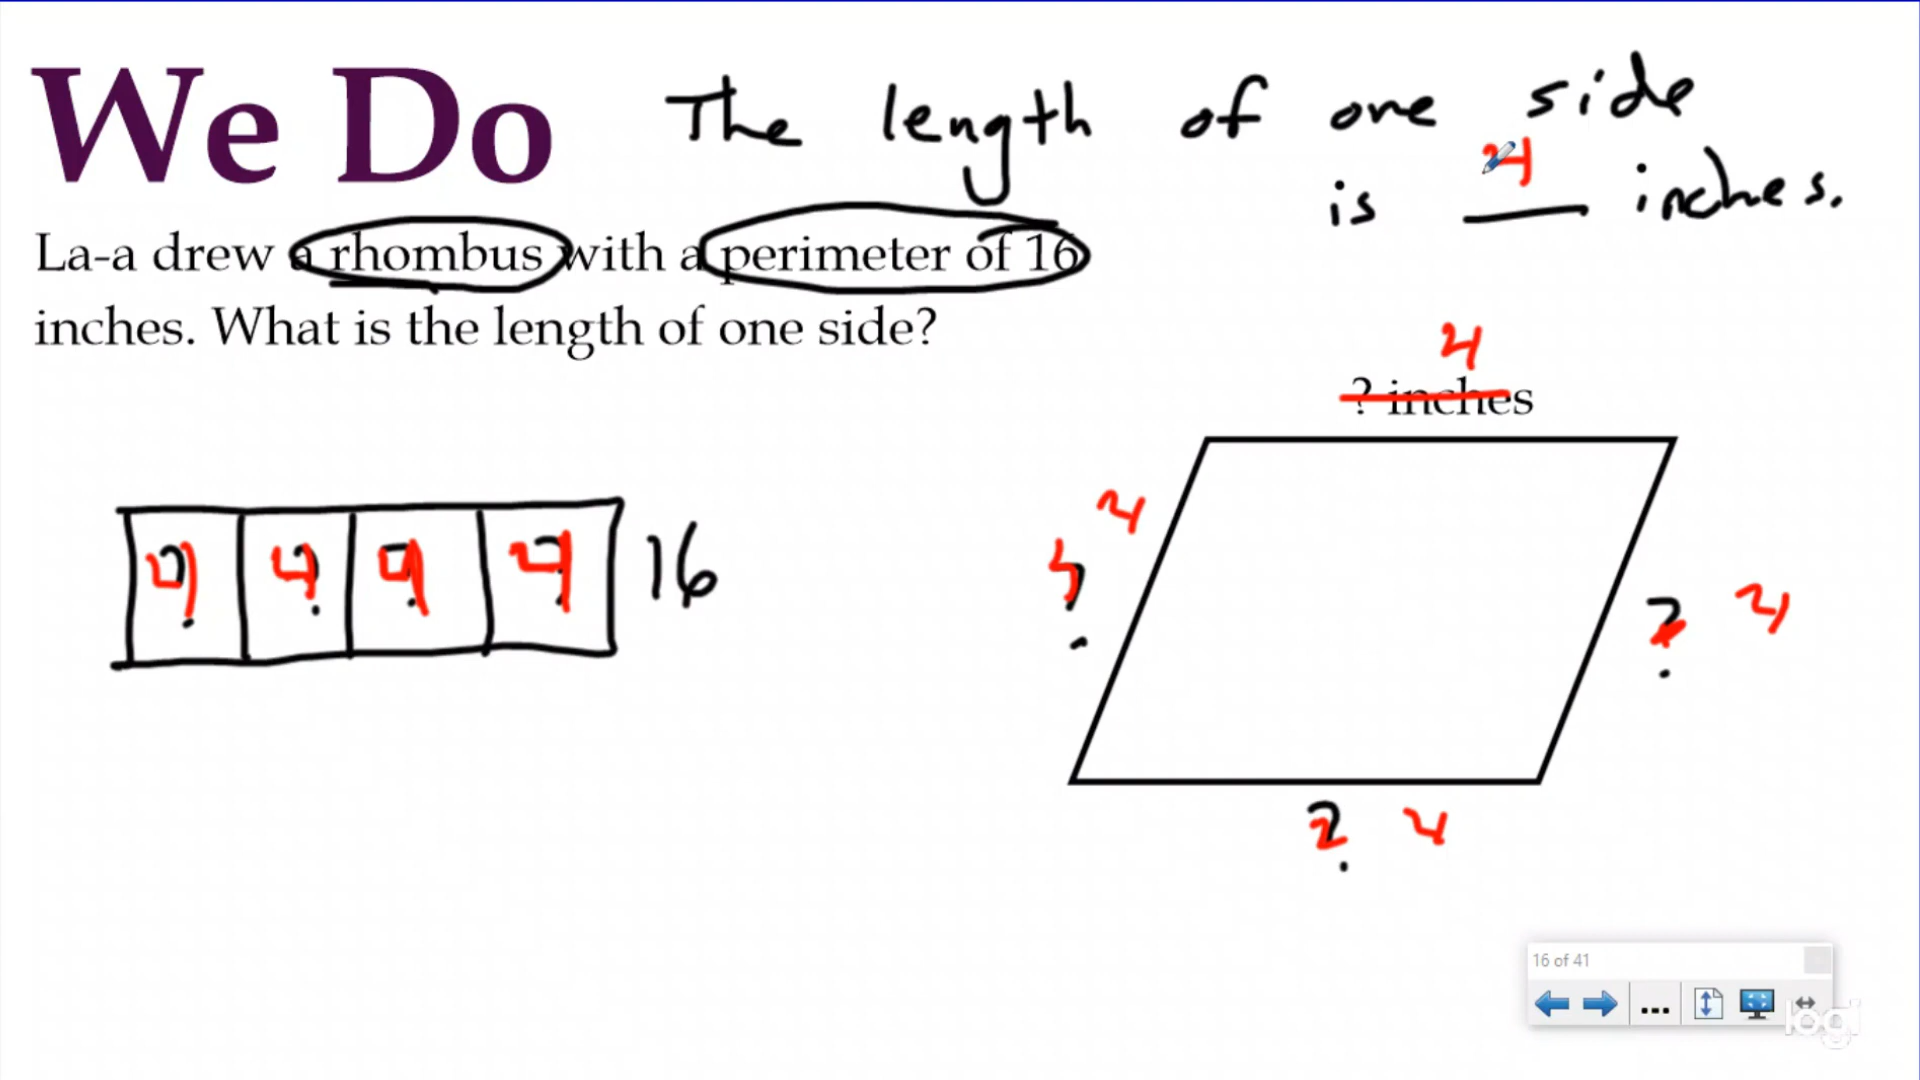 We Do
The length of one side
is 4 inches.
La-a drew a rhombus with a perimeter of 16
inches. What is the length of one side?
4
? inches
4
?
? 4
4 4 4 4 16
? 4
16 of 41
...
logi